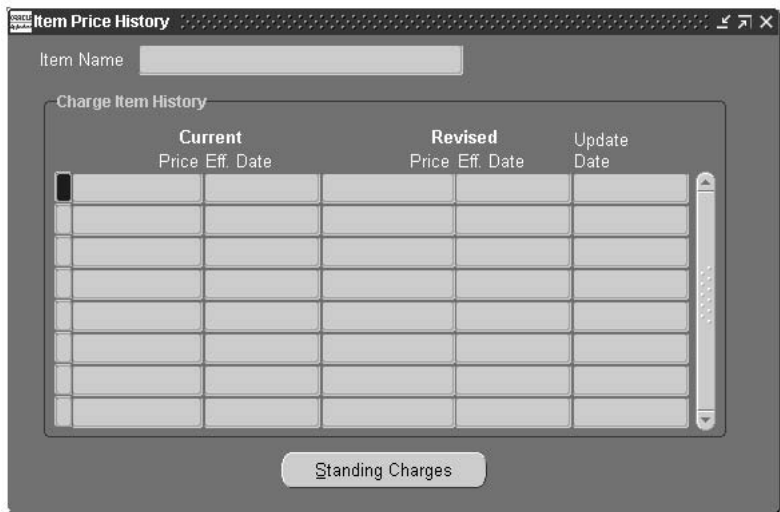 ORACLE
Item Price History
Item Name
Charge Item History
Current Revised Update
Price Eff. Date Price Eff. Date Date
Standing Charges